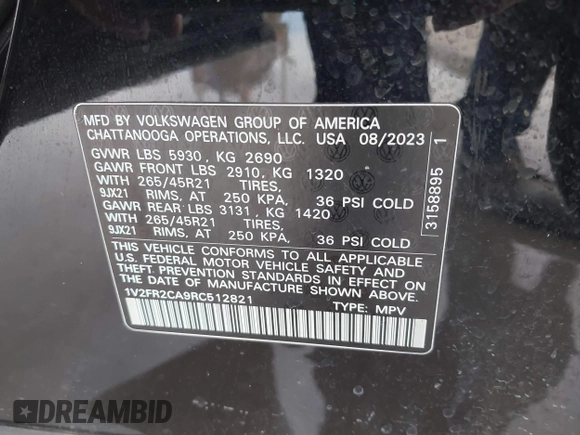 MFD BY VOLKSWAGEN GROUP OF AMERICA
CHATTANOOGA OPERATIONS, LLC. USA 08/2023
GVWR LBS 5930, KG 2690
GAWR FRONT LBS 2910, KG 1320
WITH 265/45R21 TIRES,
9JX21 RIMS, AT 250 KPA, 36 PSI COLD
GAWR REAR LBS 3131, KG 1420
WITH 265/45R21 TIRES,
9JX21 RIMS, AT 250 KPA, 36 PSI COLD
THIS VEHICLE CONFORMS TO ALL APPLICABLE
U.S. FEDERAL MOTOR VEHICLE SAFETY AND
THEFT PREVENTION STANDARDS IN EFFECT ON
THE DATE OF MANUFACTURE SHOWN ABOVE.
1V2FR2CA9RC512821
TYPE: MPV
3158895 1
DREAMBID